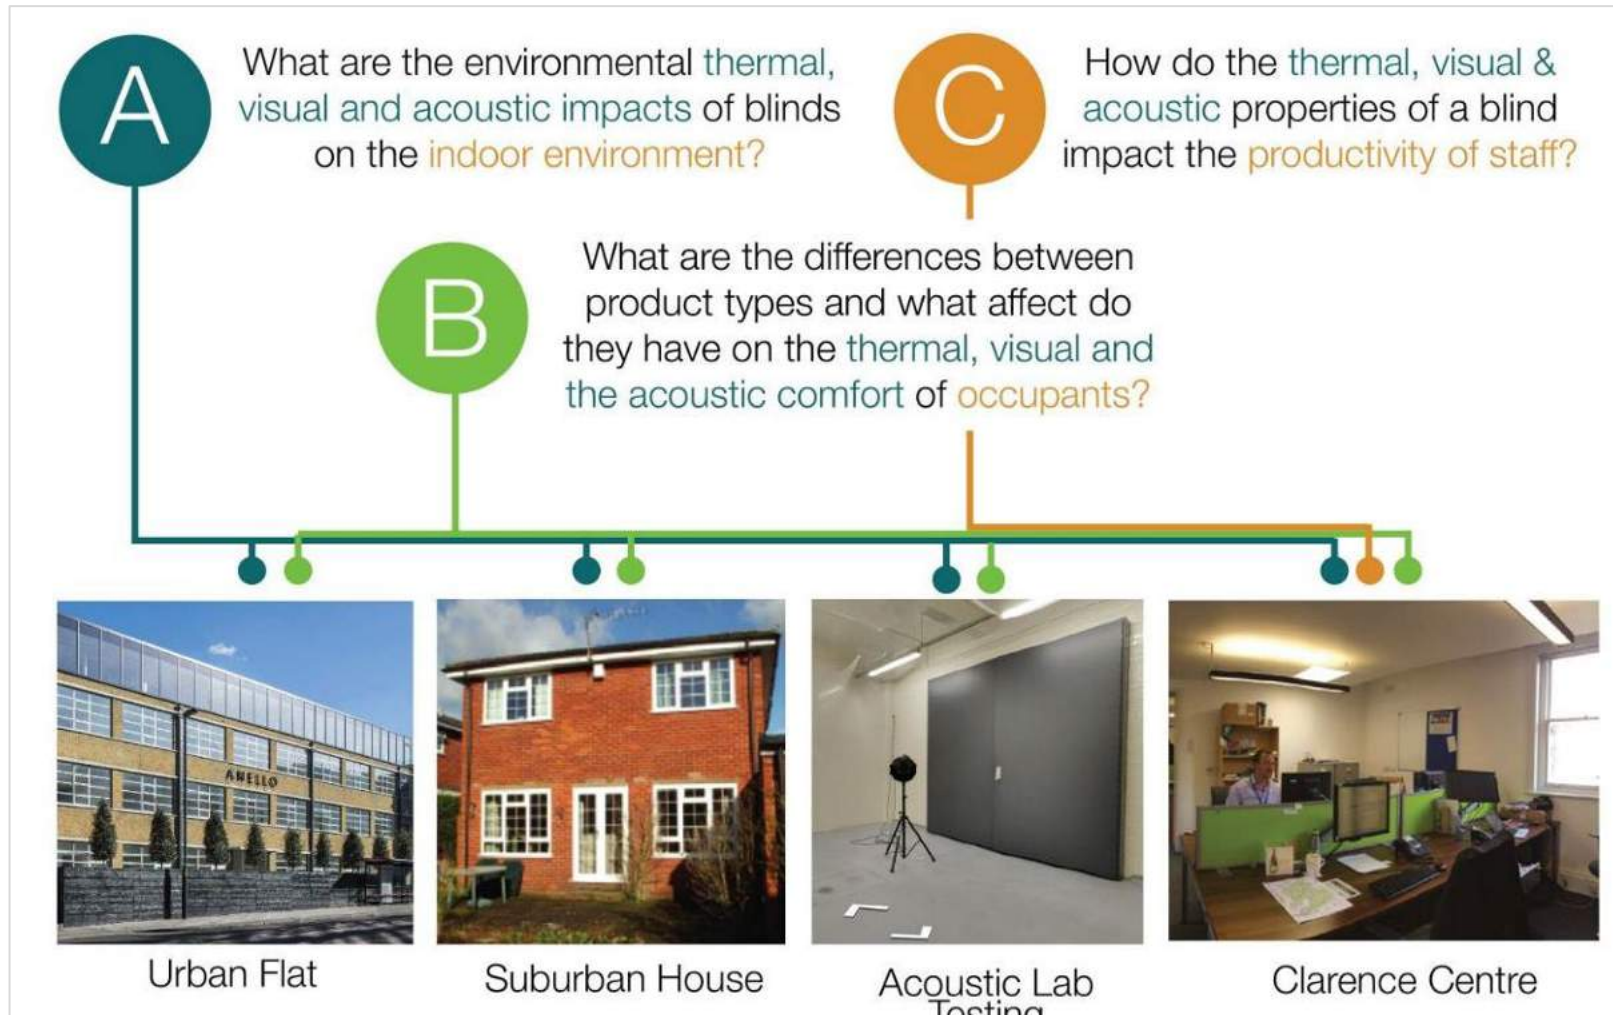 A
What are the environmental thermal,
visual and acoustic impacts of blinds
on the indoor environment?
C
How do the thermal, visual &
acoustic properties of a blind
impact the productivity of staff?
B
What are the differences between
product types and what affect do
they have on the thermal, visual and
the acoustic comfort of occupants?
ANELLO
Urban Flat
Suburban House
Acoustic Lab
Testing
Clarence Centre